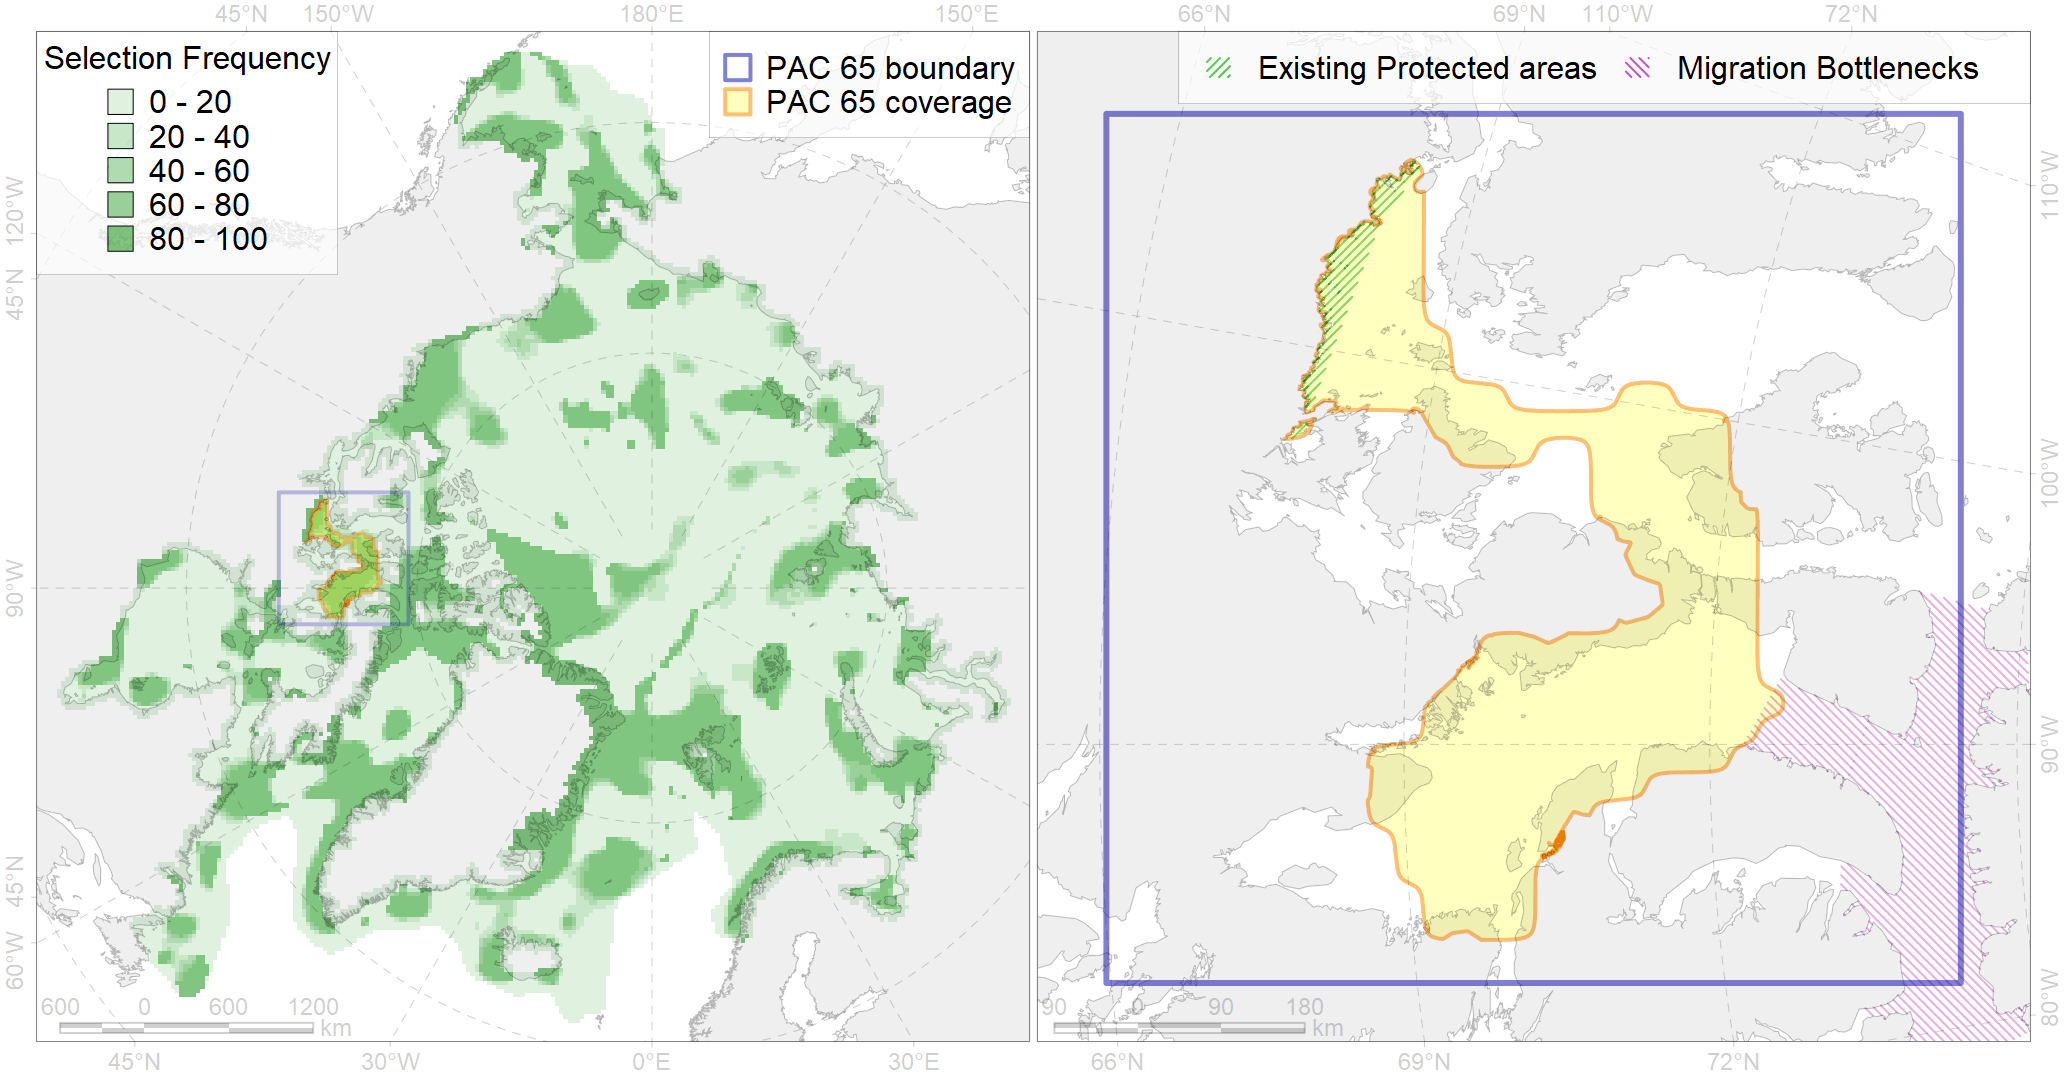 45°N 150°W 180°E 150°E 66°N 69°N 110°W 72°N
Selection Frequency
0 - 20
20 - 40
40 - 60
60 - 80
80 - 100
PAC 65 boundary
PAC 65 coverage
Existing Protected areas
Migration Bottlenecks
120°W
45°N
90°W
45°N
60°W
110°W
100°W
90°W
80°W
600 0 600 1200
km
90 0 90 180
km
45°N 30°W 0°E 30°E 66°N 69°N 72°N